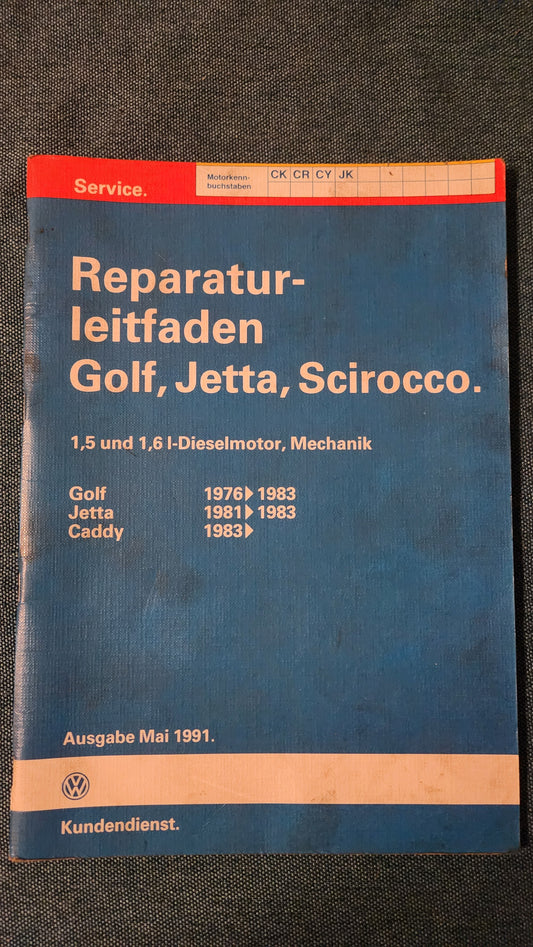 Service.
Motorkenn-
buchstaben
CK CR CY JK
Reparatur-
leitfaden
Golf, Jetta, Scirocco.
1,5 und 1,6 l-Dieselmotor, Mechanik
Golf 1976▶1983
Jetta 1981▶1983
Caddy 1983▶
Ausgabe Mai 1991.
VW
Kundendienst.